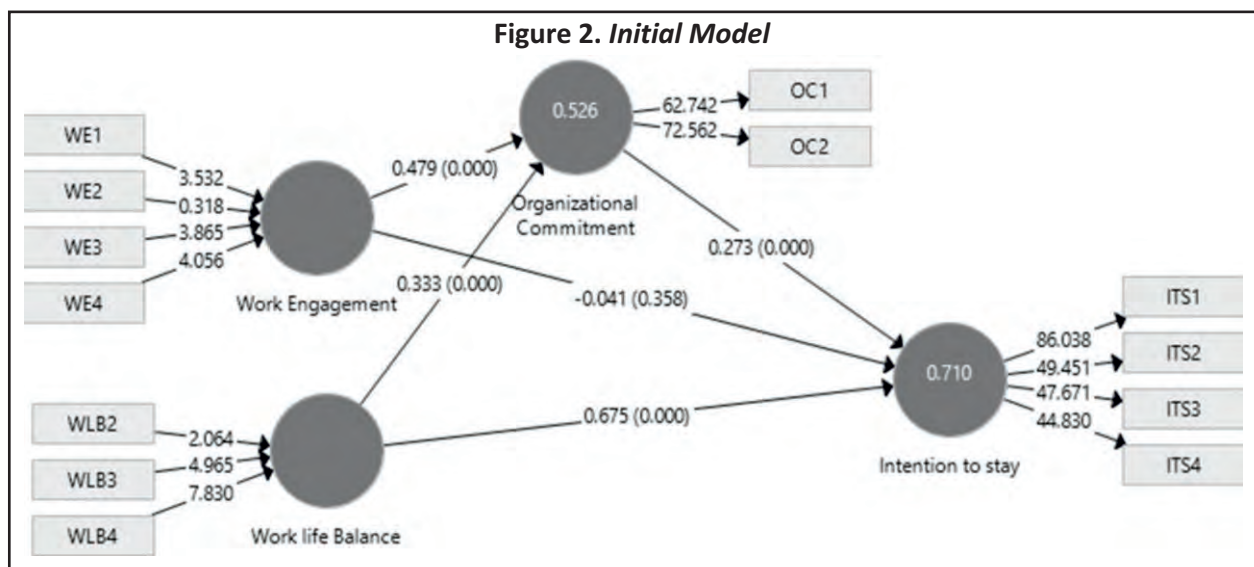 Figure 2. Initial Model
WE1
WE2
WE3
WE4
3.532
0.318
3.865
4.056
Work Engagement
0.479 (0.000)
0.526
Organizational
Commitment
62.742
72.562
OC1
OC2
0.333 (0.000)
-0.041 (0.358)
0.273 (0.000)
WLB2
WLB3
WLB4
2.064
4.965
7.830
Work life Balance
0.675 (0.000)
0.710
Intention to stay
86.038
49.451
47.671
44.830
ITS1
ITS2
ITS3
ITS4